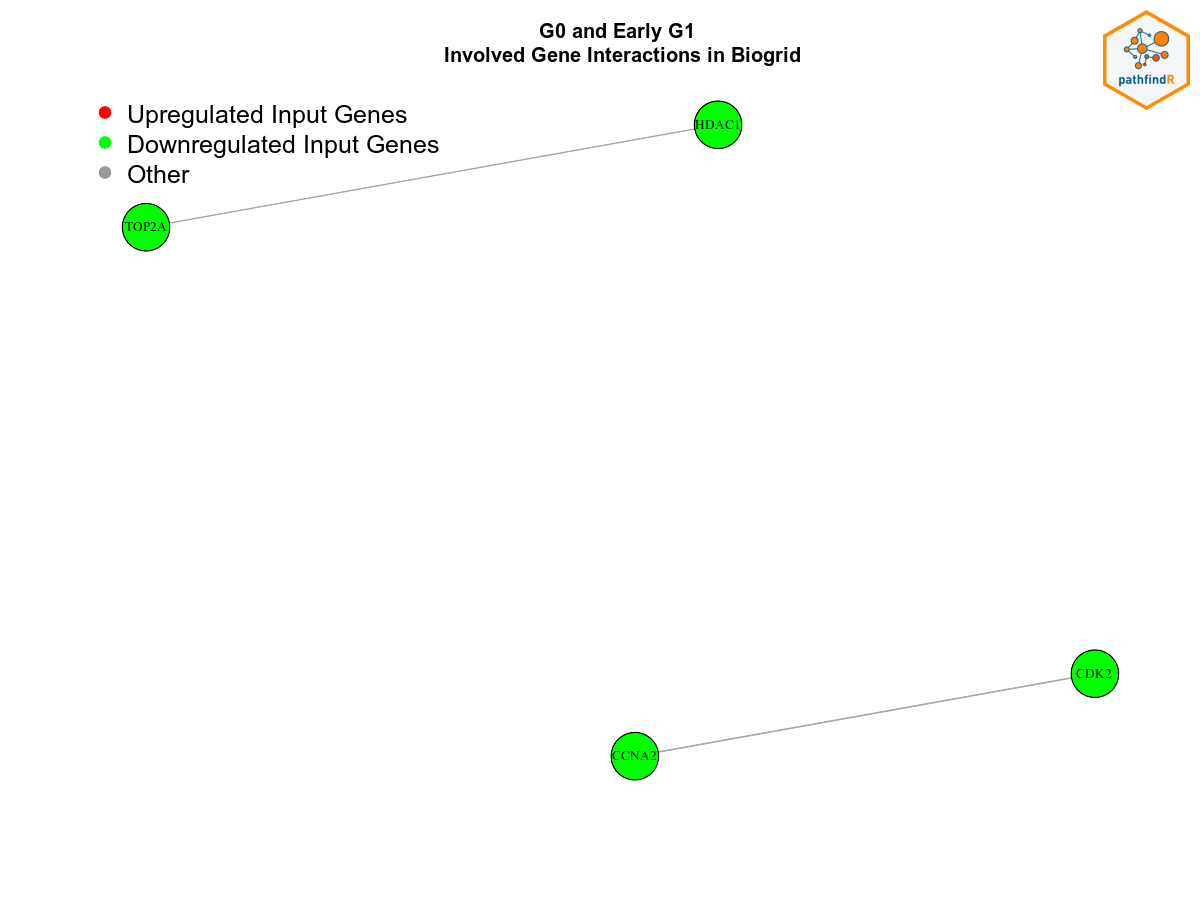 G0 and Early G1
Involved Gene Interactions in Biogrid
pathfindR
Upregulated Input Genes
Downregulated Input Genes
Other
HDAC1
TOP2A
CDK2
CCNA2